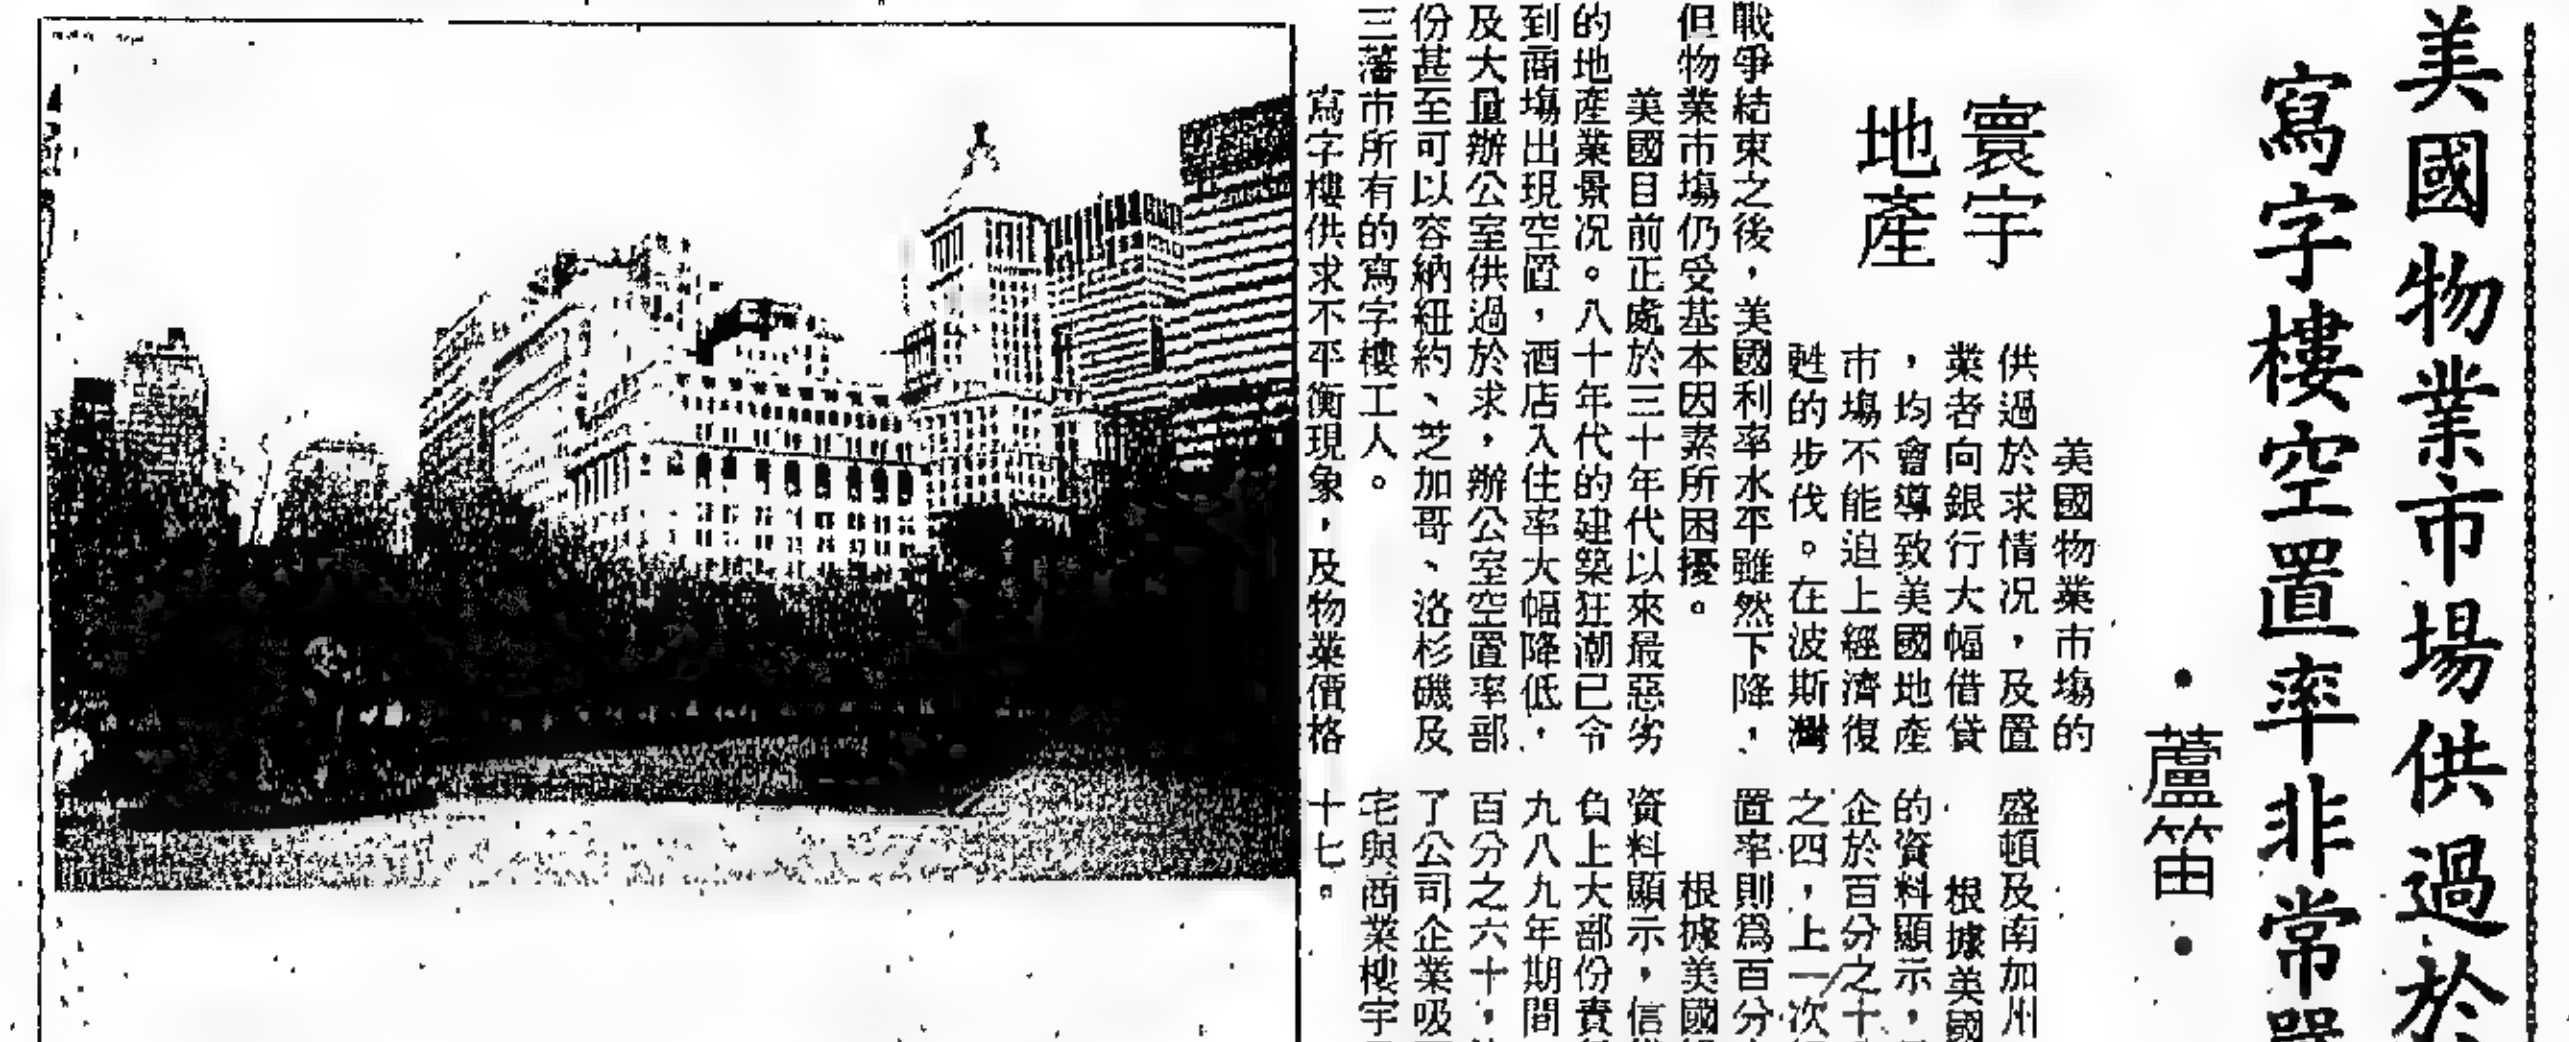 美國物業市場供過於
寫字樓空置率非常
・蘆笛・
寰宇
地產
美國物業市場的
供過於求情况，及置
業者向銀行大幅借貸
，均會導致美國地產
市場不能追上經濟復
甦的步伐。在波斯灣
戰爭結束之後，美國利率水平雖然下降，
但物業市場仍受基本因素所困擾。
美國目前正處於三十年代以來最惡劣
的地產業景况。八十年代的建築狂潮已令
到商場出現空置，酒店入住率大幅降低，
及大量辦公室供過於求，辦公室空置率部
份甚至可以容納紐約、芝加哥、洛杉磯及
三藩市所有的寫字樓工人。
寫字樓供求不平衡現象，及物業價格
盛頓及南加州
根據美國
的資料顯示，
企於百分之十
之四，上一次
置率則為百分
根據美國
資料顯示，信
負上大部份責
九八九年期間
百分之六十，
了公司企業吸
宅與商業樓宇
十七。